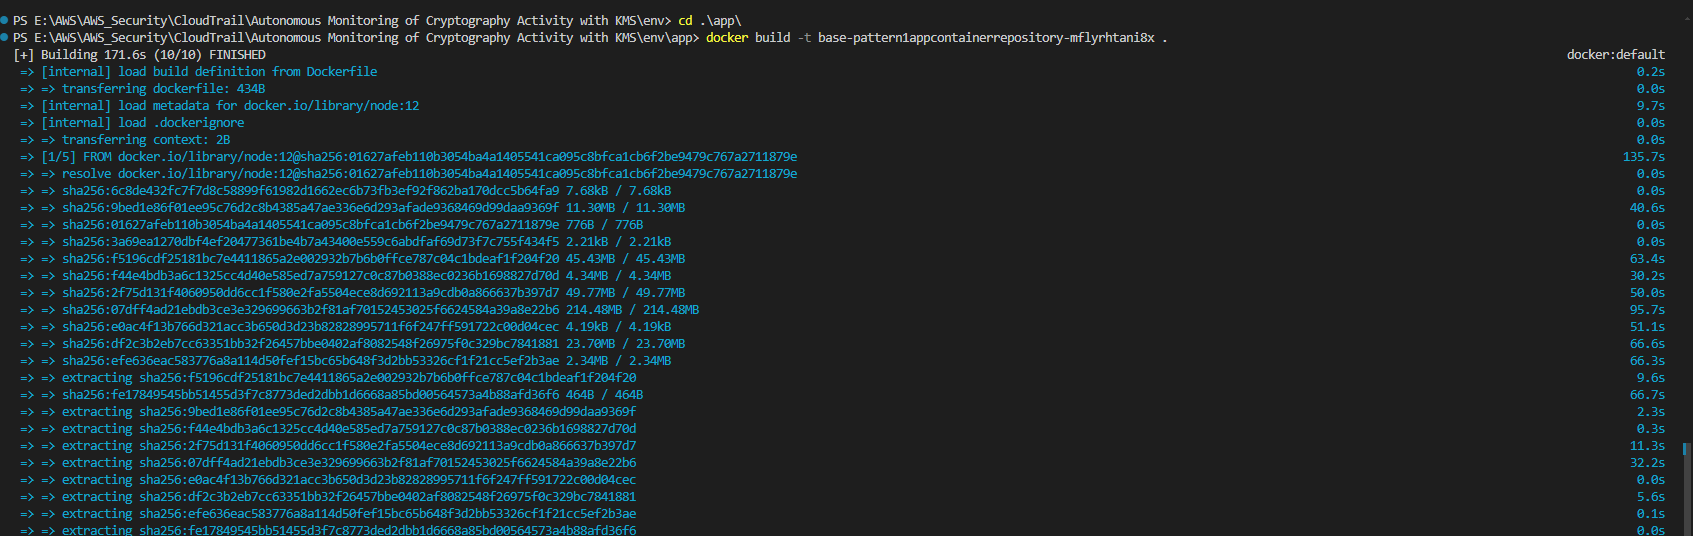 PS E:\AWS\AWS_Security\CloudTrail\Autonomous Monitoring of Cryptography Activity with KMS\env> cd .\app\
PS E:\AWS\AWS_Security\CloudTrail\Autonomous Monitoring of Cryptography Activity with KMS\env\app> docker build -t base-pattern1appcontainerrepository-mflyrhtani8x .
[+] Building 171.6s (10/10) FINISHED docker:default
=> [internal] load build definition from Dockerfile 0.2s
=> => transferring dockerfile: 434B 0.0s
=> [internal] load metadata for docker.io/library/node:12 9.7s
=> [internal] load .dockerignore 0.0s
=> => transferring context: 2B 0.0s
=> [1/5] FROM docker.io/library/node:12@sha256:01627afeb110b3054ba4a1405541ca095c8bfca1cb6f2be9479c767a2711879e 135.7s
=> => resolve docker.io/library/node:12@sha256:01627afeb110b3054ba4a1405541ca095c8bfca1cb6f2be9479c767a2711879e 0.0s
=> => sha256:6c8de432fc7f7d8c58899f61982d1662ec6b73fb3ef92f862ba170dcc5b64fa9 7.68kB / 7.68kB 0.0s
=> => sha256:9bed1e86f01ee95c76d2c8b4385a47ae336e6d293afade9368469d99daa9369f 11.30MB / 11.30MB 40.6s
=> => sha256:01627afeb110b3054ba4a1405541ca095c8bfca1cb6f2be9479c767a2711879e 776B / 776B 0.0s
=> => sha256:3a69ea1270dbf4ef20477361be4b7a43400e559c6abdfaf69d73f7c755f434f5 2.21kB / 2.21kB 0.0s
=> => sha256:f5196cdf25181bc7e4411865a2e002932b7b6b0ffce787c04c1bdeaf1f204f20 45.43MB / 45.43MB 63.4s
=> => sha256:f44e4bdb3a6c1325cc4d40e585ed7a759127c0c87b0388ec0236b1698827d70d 4.34MB / 4.34MB 30.2s
=> => sha256:2f75d131f4060950dd6cc1f580e2fa5504ece8d692113a9cdb0a866637b397d7 49.77MB / 49.77MB 50.0s
=> => sha256:07dff4ad21ebdb3ce3e329699663b2f81af70152453025f6624584a39a8e22b6 214.48MB / 214.48MB 95.7s
=> => sha256:e0ac4f13b766d321acc3b650d3d23b82828995711f6f247ff591722c00d04cec 4.19kB / 4.19kB 51.1s
=> => sha256:df2c3b2eb7cc63351bb32f26457bbe0402af8082548f26975f0c329bc7841881 23.70MB / 23.70MB 66.6s
=> => sha256:efe636eac583776a8a114d50fef15bc65b648f3d2bb53326cf1f21cc5ef2b3ae 2.34MB / 2.34MB 66.3s
=> => extracting sha256:f5196cdf25181bc7e4411865a2e002932b7b6b0ffce787c04c1bdeaf1f204f20 9.6s
=> => sha256:fe17849545bb51455d3f7c8773ded2dbb1d6668a85bd00564573a4b88afd36f6 464B / 464B 66.7s
=> => extracting sha256:9bed1e86f01ee95c76d2c8b4385a47ae336e6d293afade9368469d99daa9369f 2.3s
=> => extracting sha256:f44e4bdb3a6c1325cc4d40e585ed7a759127c0c87b0388ec0236b1698827d70d 0.3s
=> => extracting sha256:2f75d131f4060950dd6cc1f580e2fa5504ece8d692113a9cdb0a866637b397d7 11.3s
=> => extracting sha256:07dff4ad21ebdb3ce3e329699663b2f81af70152453025f6624584a39a8e22b6 32.2s
=> => extracting sha256:e0ac4f13b766d321acc3b650d3d23b82828995711f6f247ff591722c00d04cec 0.0s
=> => extracting sha256:df2c3b2eb7cc63351bb32f26457bbe0402af8082548f26975f0c329bc7841881 5.6s
=> => extracting sha256:efe636eac583776a8a114d50fef15bc65b648f3d2bb53326cf1f21cc5ef2b3ae 0.1s
=> => extracting sha256:fe17849545bb51455d3f7c8773ded2dbb1d6668a85bd00564573a4b88afd36f6 0.0s